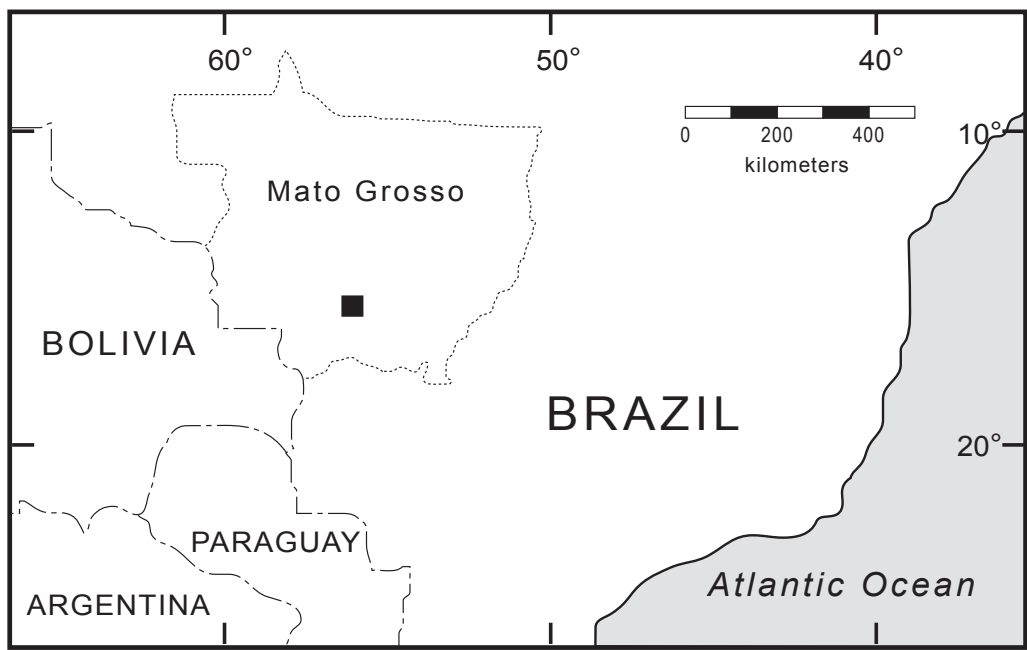 60° 50° 40°
0 200 400
kilometers
10°
Mato Grosso
BOLIVIA
BRAZIL
20°
PARAGUAY
Atlantic Ocean
ARGENTINA